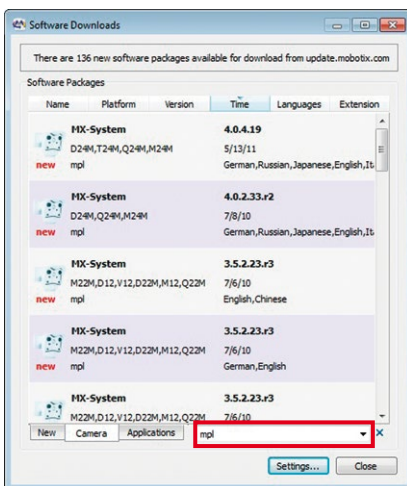 Software Downloads
There are 136 new software packages available for download from update.mobotix.com
Software Packages
Name Platform Version Time Languages Extension
MX-System 4.0.4.19
D24M,T24M,Q24M,M24M 5/13/11
new mpl German,Russian,Japanese,English,It
MX-System 4.0.2.33.r2
D24M,Q24M,M24M 7/8/10
new mpl German,Russian,Japanese,English,It
MX-System 3.5.2.23.r3
M22M,D12,V12,D22M,M12,Q22M 7/6/10
new mpl English,Chinese
MX-System 3.5.2.23.r3
M22M,D12,V12,D22M,M12,Q22M 7/6/10
new mpl German,English
MX-System 3.5.2.23.r3
M22M,D12,V12,D22M,M12,Q22M 7/6/10
New Camera Applications mpl
Settings... Close